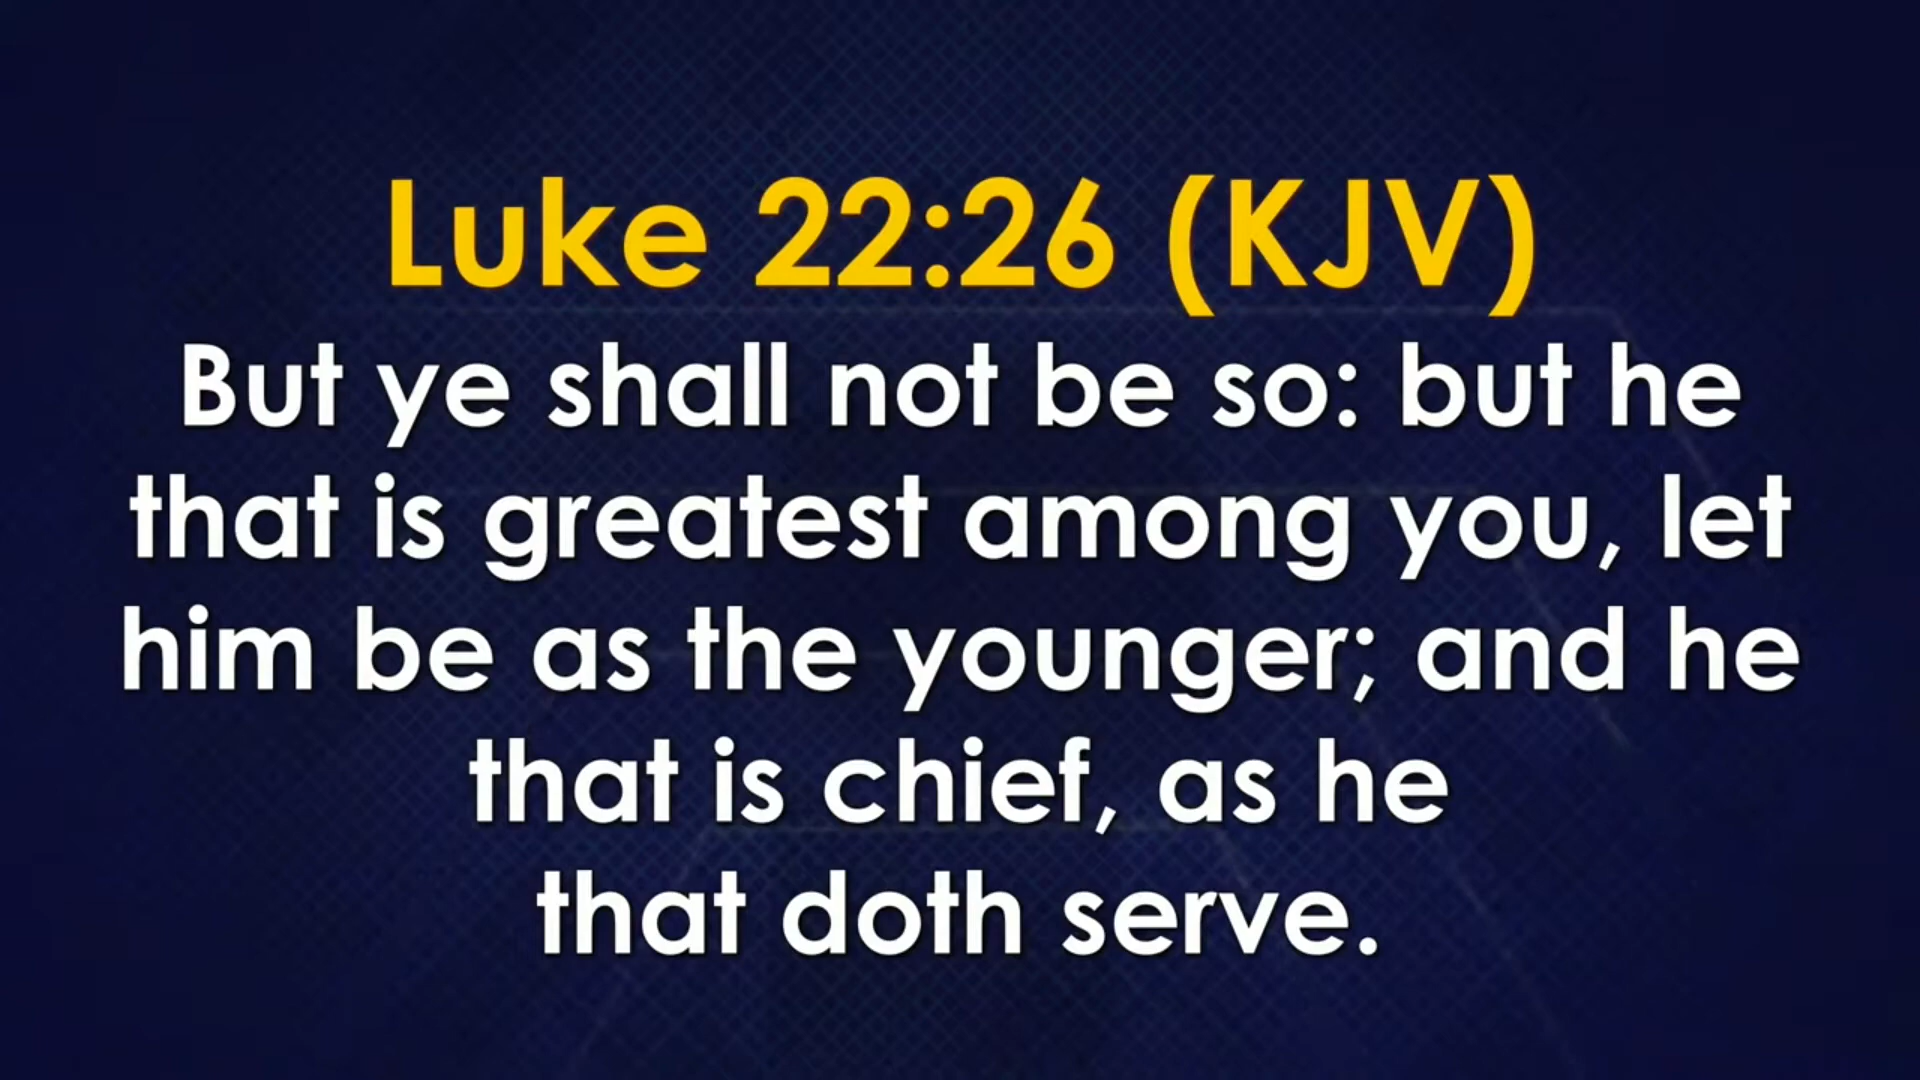 Luke 22:26 (KJV)
But ye shall not be so: but he
that is greatest among you, let
him be as the younger; and he
that is chief, as he
that doth serve.